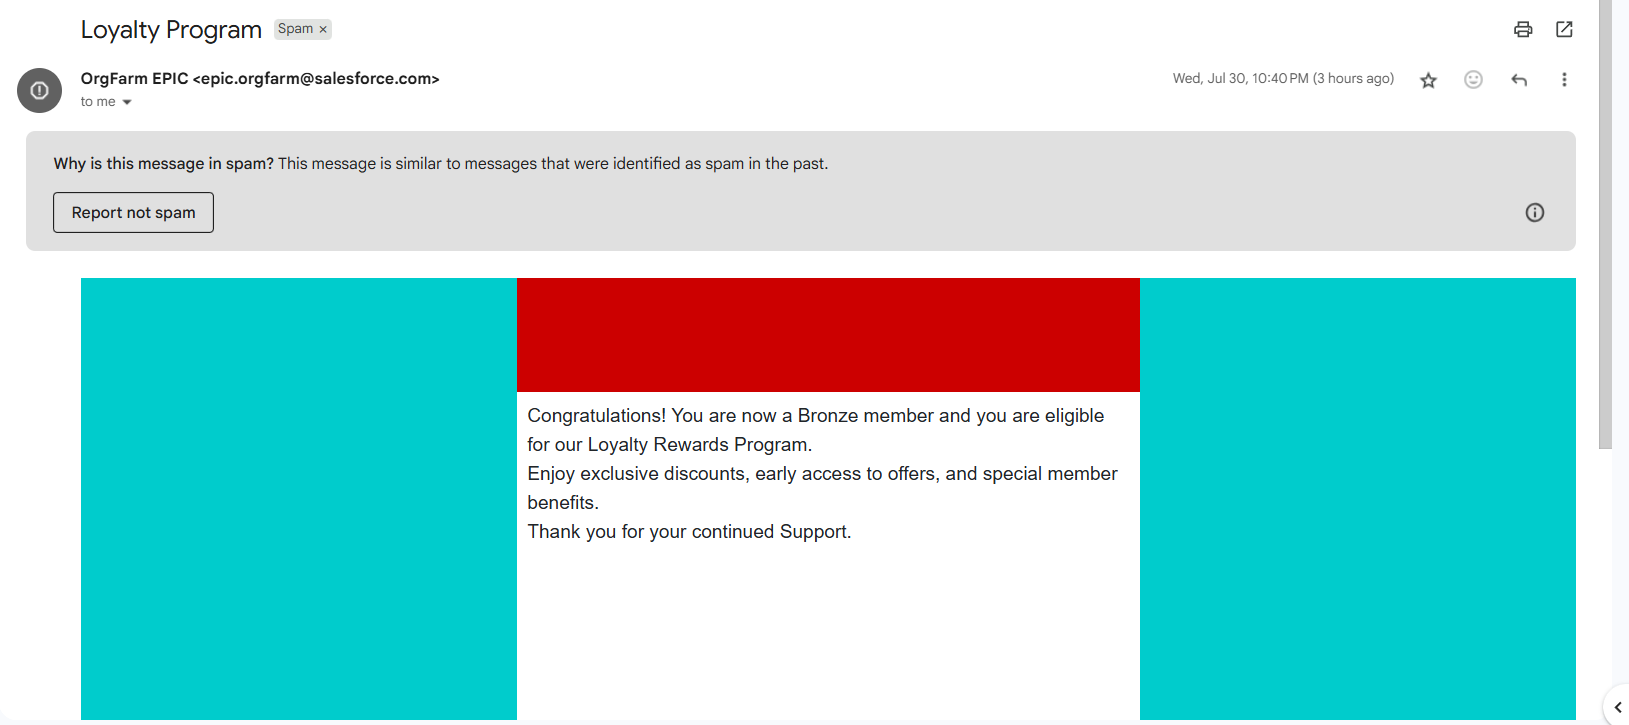 Loyalty Program Spam ×
OrgFarm EPIC <epic.orgfarm@salesforce.com> Wed, Jul 30, 10:40 PM (3 hours ago)
to me
Why is this message in spam? This message is similar to messages that were identified as spam in the past.
Report not spam
Congratulations! You are now a Bronze member and you are eligible
for our Loyalty Rewards Program.
Enjoy exclusive discounts, early access to offers, and special member
benefits.
Thank you for your continued Support.